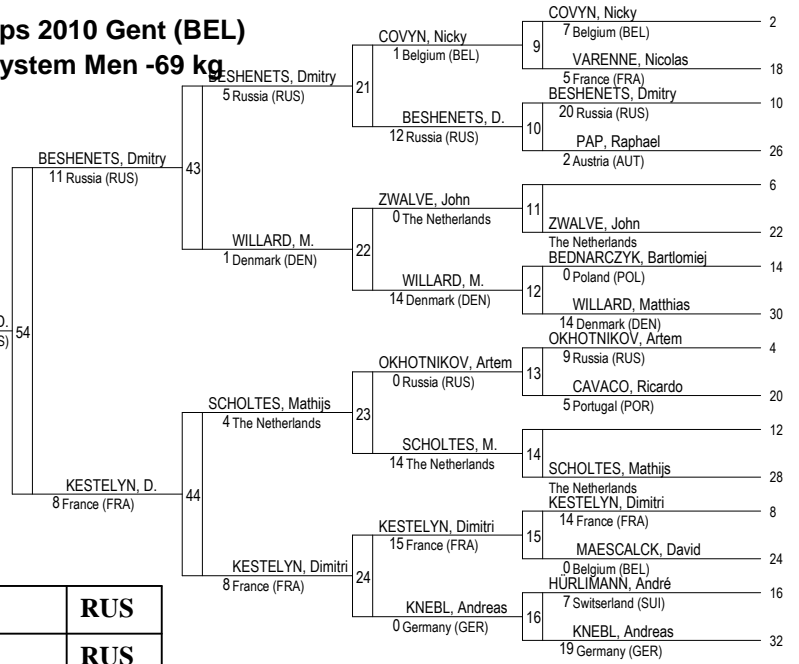 ps 2010 Gent (BEL)
ystem Men -69 kg
D.
S)
54
BESHENETS, Dmitry
11 Russia (RUS)
KESTELYN, D.
8 France (FRA)
BESHENETS, Dmitry
5 Russia (RUS)
43
WILLARD, M.
1 Denmark (DEN)
SCHOLTES, Mathijs
4 The Netherlands
44
KESTELYN, Dimitri
8 France (FRA)
COVYN, Nicky
1 Belgium (BEL)
21
BESHENETS, D.
12 Russia (RUS)
ZWALVE, John
0 The Netherlands
22
WILLARD, M.
14 Denmark (DEN)
OKHOTNIKOV, Artem
0 Russia (RUS)
23
SCHOLTES, M.
14 The Netherlands
KESTELYN, Dimitri
15 France (FRA)
24
KNEBL, Andreas
0 Germany (GER)
COVYN, Nicky 2
7 Belgium (BEL)
9
VARENNE, Nicolas 18
5 France (FRA)
BESHENETS, Dmitry 10
20 Russia (RUS)
10
PAP, Raphael 26
2 Austria (AUT)
6
11
ZWALVE, John 22
The Netherlands
BEDNARCZYK, Bartlomiej 14
0 Poland (POL)
12
WILLARD, Matthias 30
14 Denmark (DEN)
OKHOTNIKOV, Artem 4
9 Russia (RUS)
13
CAVACO, Ricardo 20
5 Portugal (POR)
12
14
SCHOLTES, Mathijs 28
The Netherlands
KESTELYN, Dimitri 8
14 France (FRA)
15
MAESCALCK, David 24
0 Belgium (BEL)
HÜRLIMANN, André 16
7 Switserland (SUI)
16
KNEBL, Andreas 32
19 Germany (GER)
RUS
RUS